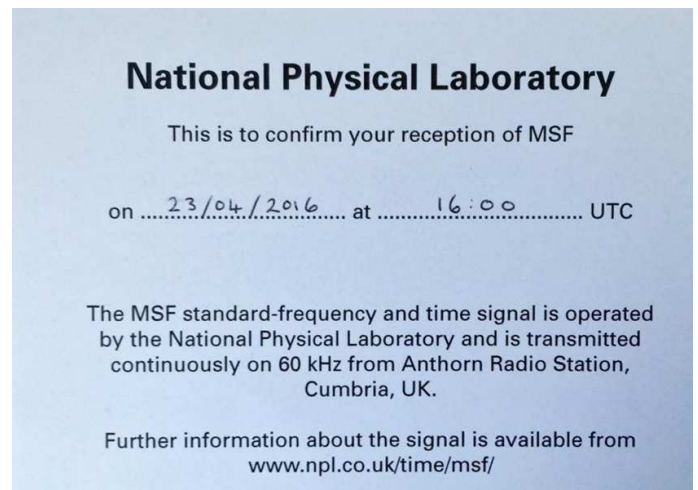 National Physical Laboratory
This is to confirm your reception of MSF
on ....23/04/2016.... at ..........16:00.......... UTC
The MSF standard-frequency and time signal is operated
by the National Physical Laboratory and is transmitted
continuously on 60 kHz from Anthorn Radio Station,
Cumbria, UK.
Further information about the signal is available from
www.npl.co.uk/time/msf/